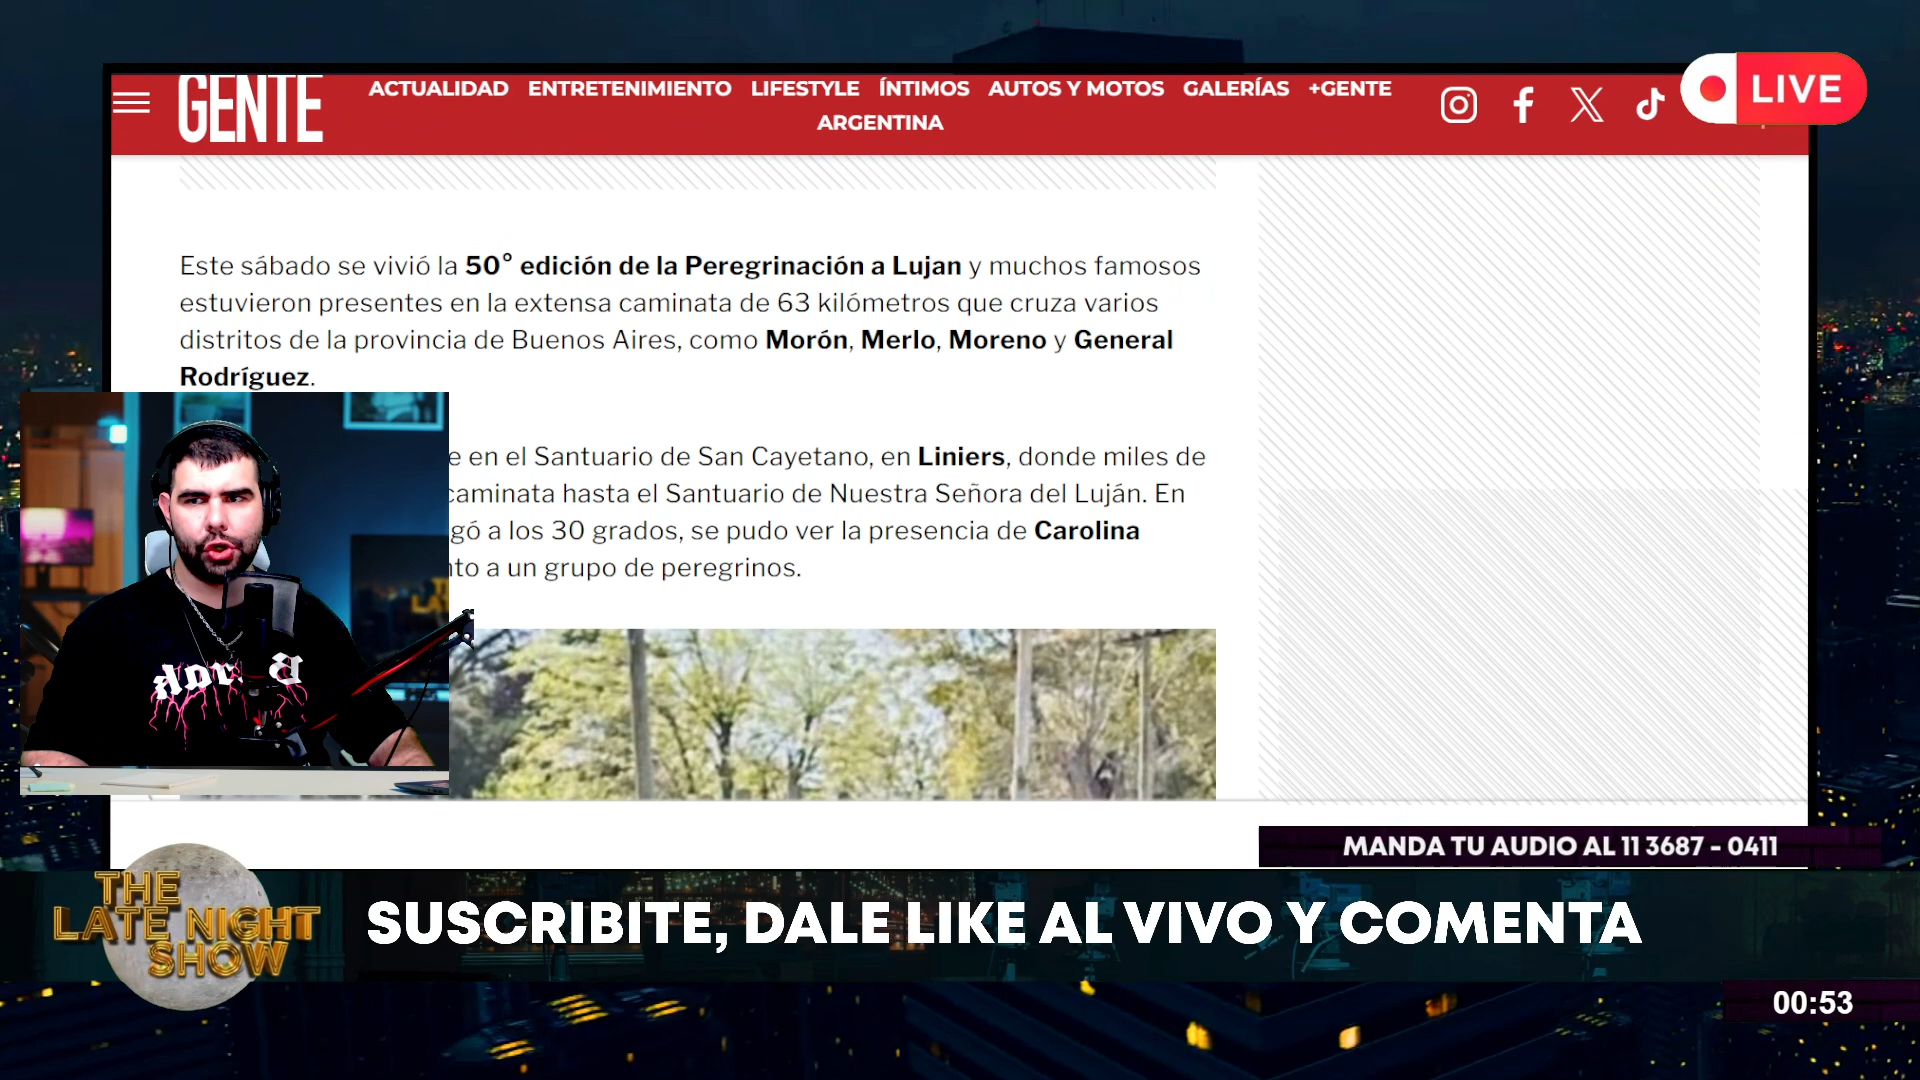 GENTE
ACTUALIDAD ENTRETENIMIENTO LIFESTYLE ÍNTIMOS AUTOS Y MOTOS GALERÍAS +GENTE
ARGENTINA
LIVE
Este sábado se vivió la 50° edición de la Peregrinación a Lujan y muchos famosos
estuvieron presentes en la extensa caminata de 63 kilómetros que cruza varios
distritos de la provincia de Buenos Aires, como Morón, Merlo, Moreno y General
Rodríguez.
e en el Santuario de San Cayetano, en Liniers, donde miles de
caminata hasta el Santuario de Nuestra Señora del Luján. En
gó a los 30 grados, se pudo ver la presencia de Carolina
nto a un grupo de peregrinos.
MANDA TU AUDIO AL 11 3687 - 0411
THE
LATE NIGHT
SHOW
SUSCRIBITE, DALE LIKE AL VIVO Y COMENTA
00:53